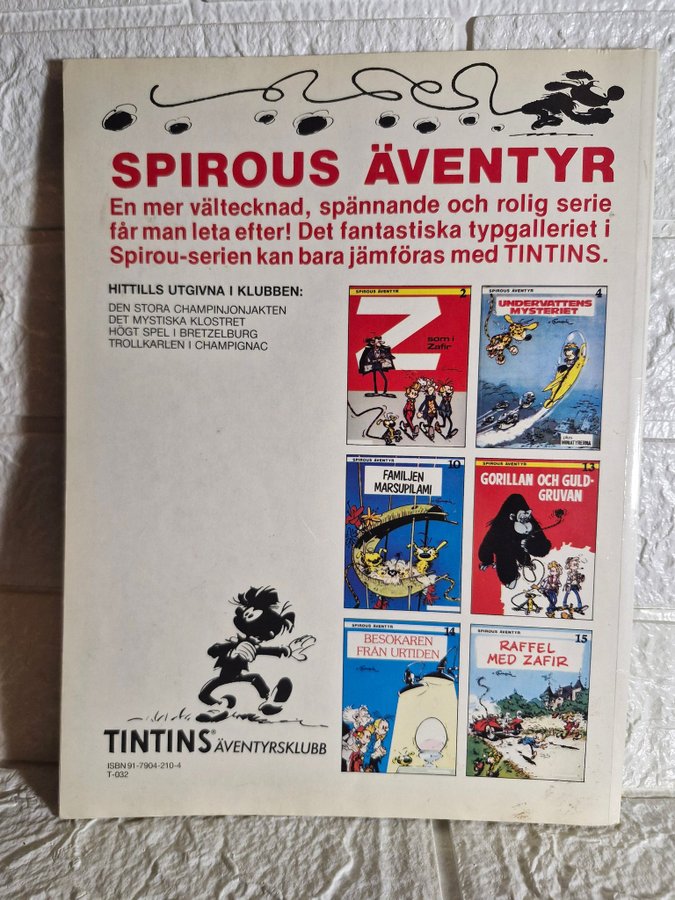 SPIROUS ÄVENTYR
En mer vältecknad, spännande och rolig serie
får man leta efter! Det fantastiska typgalleriet i
Spirou-serien kan bara jämföras med TINTINS.
HITTILLS UTGIVNA I KLUBBEN:
DEN STORA CHAMPINJONJAKTEN
DET MYSTISKA KLOSTRET
HÖGT SPEL I BRETZELBURG
TROLLKARLEN I CHAMPIGNAC
SPIROUS ÄVENTYR 2
Z
som i
Zafir
SPIROUS ÄVENTYR 4
UNDERVATTENS
MYSTERIET
plus
MINIATYRERNA
SPIROUS ÄVENTYR 10
FAMILJEN
MARSUPILAMI
Franquin
SPIROUS ÄVENTYR 13
GORILLAN OCH GULD-
GRUVAN
SPIROUS ÄVENTYR 14
BESÖKAREN
FRÅN URTIDEN
SPIROUS ÄVENTYR 15
RAFFEL
MED ZAFIR
TINTINS® ÄVENTYRSKLUBB
ISBN 91-7904-210-4
T-032